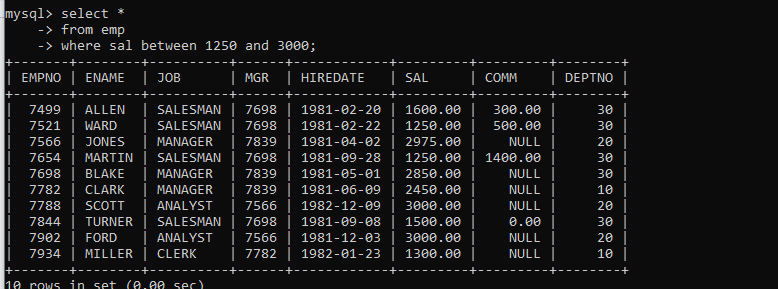 mysql> select *
    -> from emp
    -> where sal between 1250 and 3000;
+-------+--------+----------+------+------------+---------+---------+--------+
| EMPNO | ENAME  | JOB      | MGR  | HIREDATE   | SAL     | COMM    | DEPTNO |
+-------+--------+----------+------+------------+---------+---------+--------+
|  7499 | ALLEN  | SALESMAN | 7698 | 1981-02-20 | 1600.00 |  300.00 |     30 |
|  7521 | WARD   | SALESMAN | 7698 | 1981-02-22 | 1250.00 |  500.00 |     30 |
|  7566 | JONES  | MANAGER  | 7839 | 1981-04-02 | 2975.00 |    NULL |     20 |
|  7654 | MARTIN | SALESMAN | 7698 | 1981-09-28 | 1250.00 | 1400.00 |     30 |
|  7698 | BLAKE  | MANAGER  | 7839 | 1981-05-01 | 2850.00 |    NULL |     30 |
|  7782 | CLARK  | MANAGER  | 7839 | 1981-06-09 | 2450.00 |    NULL |     10 |
|  7788 | SCOTT  | ANALYST  | 7566 | 1982-12-09 | 3000.00 |    NULL |     20 |
|  7844 | TURNER | SALESMAN | 7698 | 1981-09-08 | 1500.00 |    0.00 |     30 |
|  7902 | FORD   | ANALYST  | 7566 | 1981-12-03 | 3000.00 |    NULL |     20 |
|  7934 | MILLER | CLERK    | 7782 | 1982-01-23 | 1300.00 |    NULL |     10 |
+-------+--------+----------+------+------------+---------+---------+--------+
10 rows in set (0.00 sec)